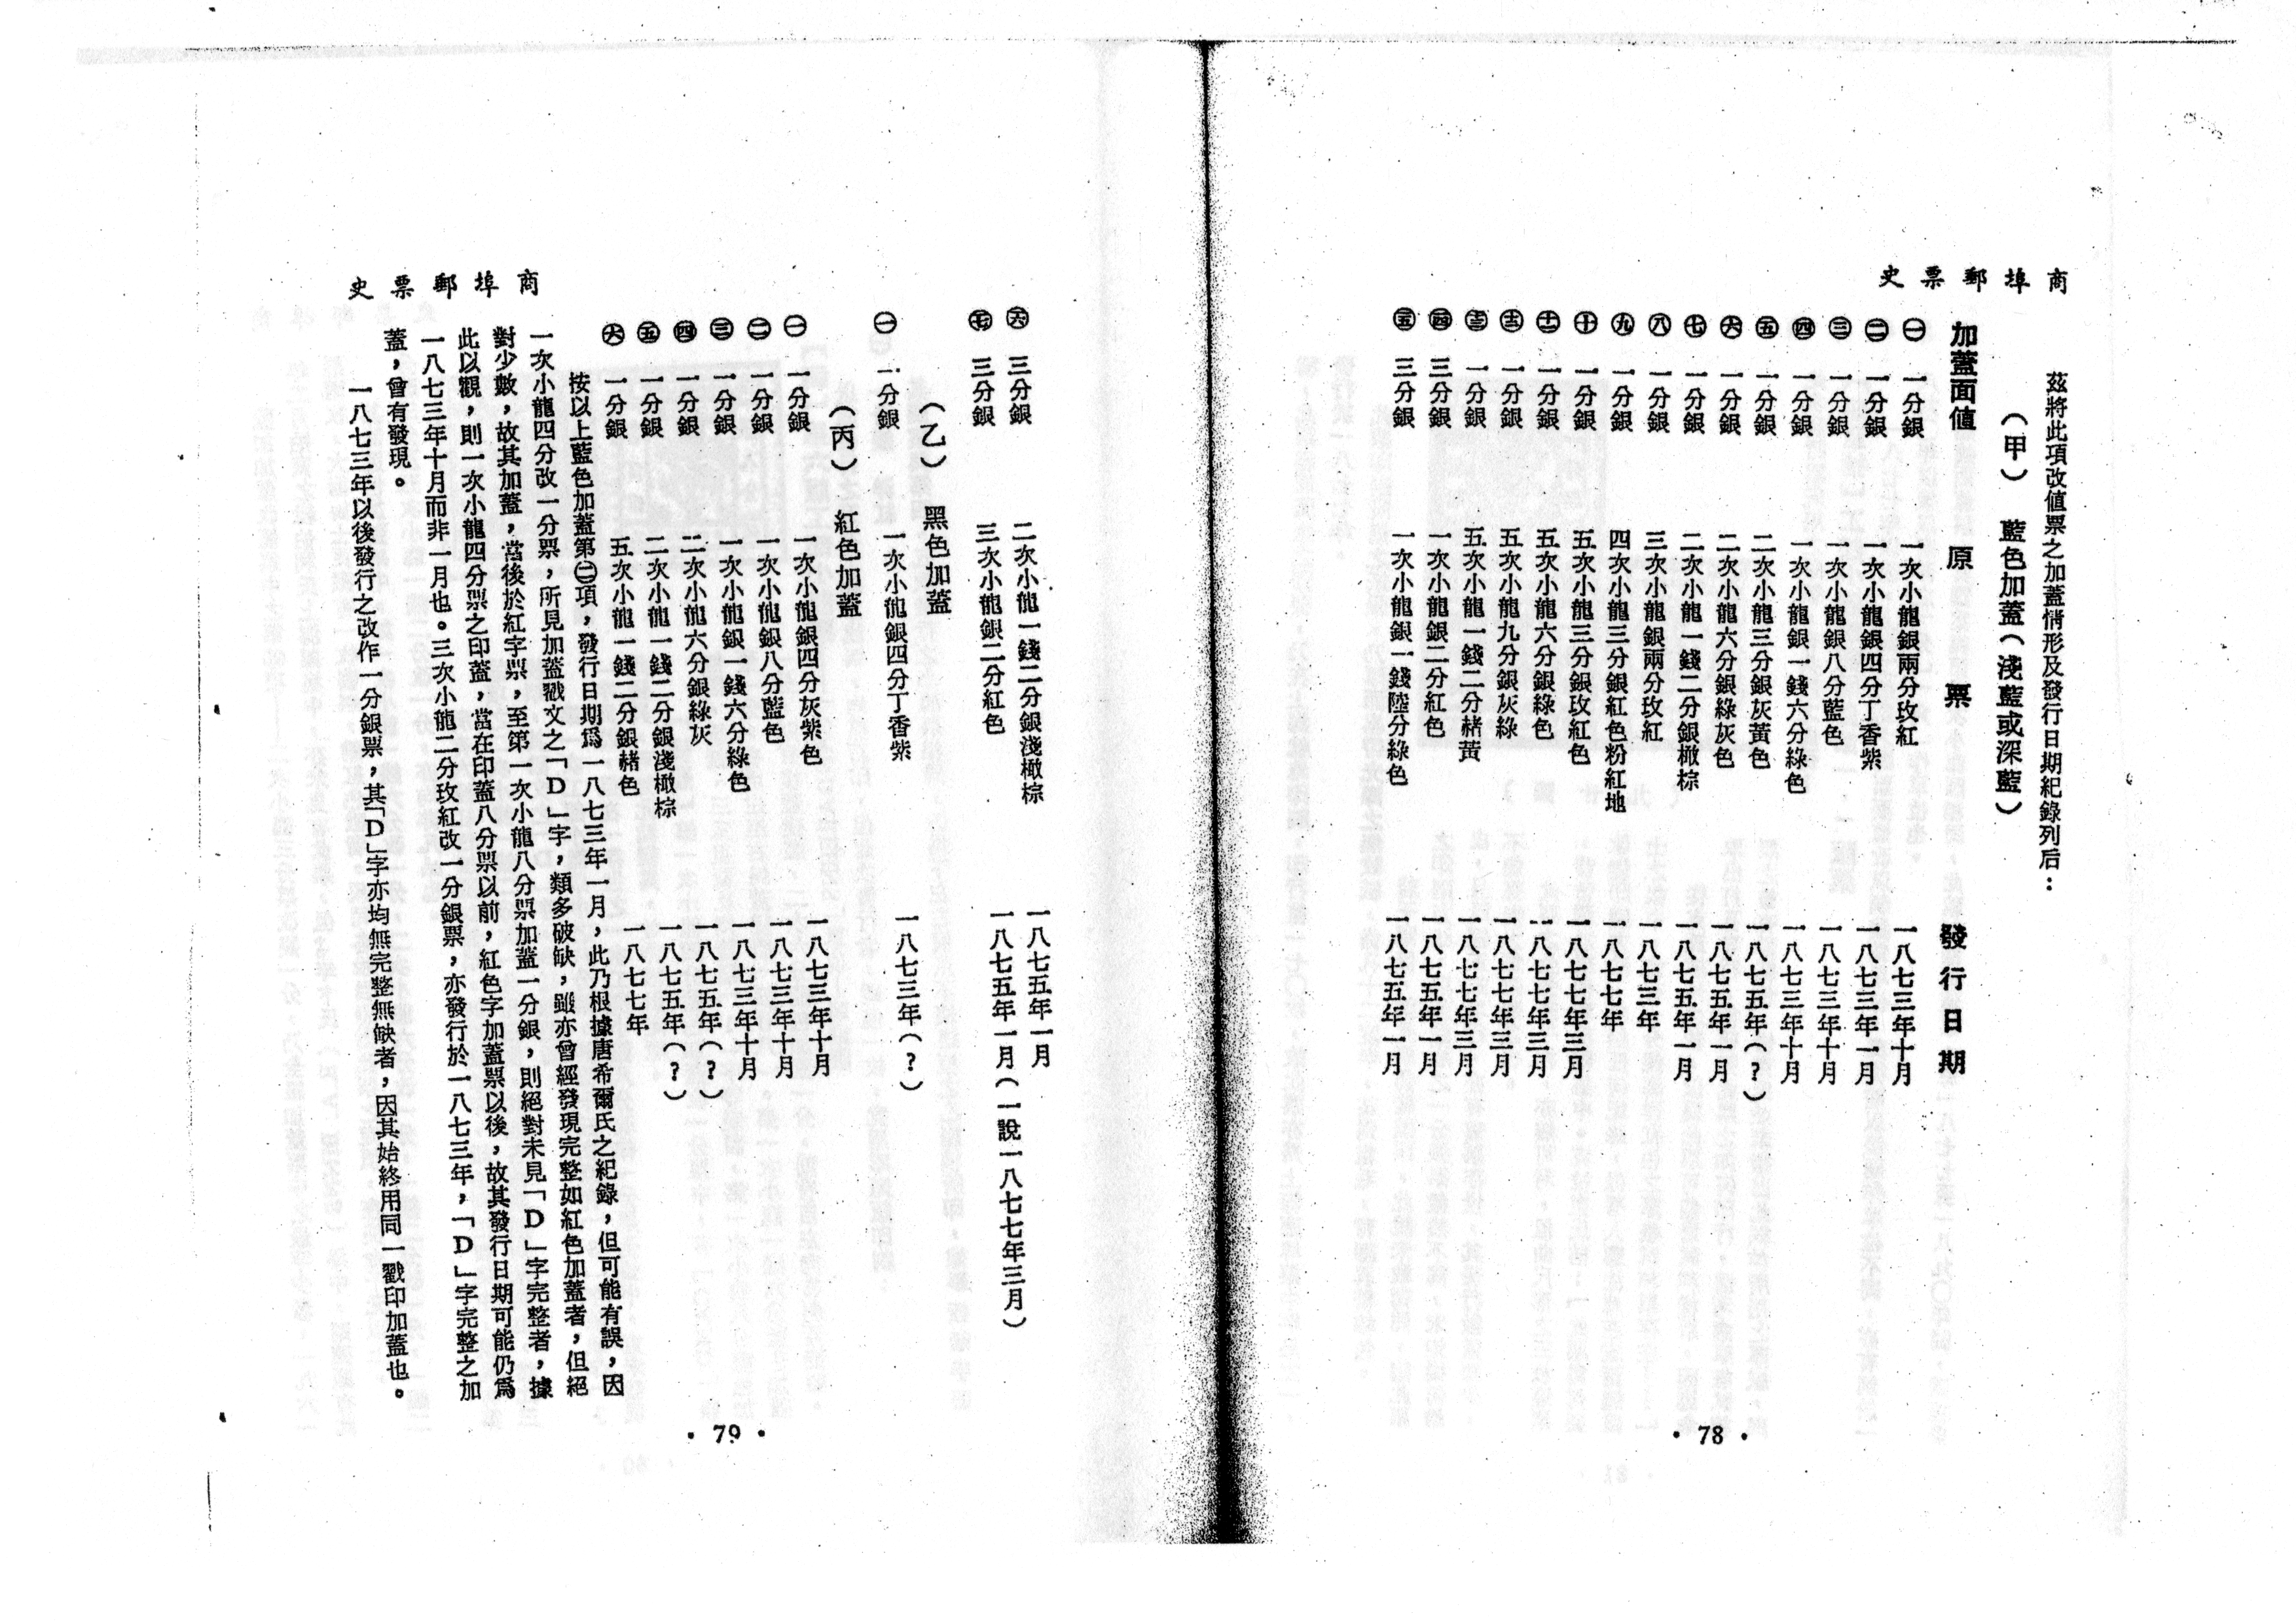 商埠郵票史
茲將此項改值票之加蓋情形及發行日期紀錄列后：
（甲）　藍色加蓋（淺藍或深藍）
加蓋面値　原　票　發行日期
㊀　一分銀　一次小龍銀兩分玫紅　一八七三年十月
㊁　一分銀　一次小龍銀四分丁香紫　一八七三年一月
㊂　一分銀　一次小龍銀八分藍色　一八七三年十月
㊃　一分銀　一次小龍銀一錢六分綠色　一八七三年十月
㊄　一分銀　二次小龍三分銀灰黃色　一八七五年（？）
㊅　一分銀　二次小龍六分銀綠灰色　一八七五年一月
㊆　一分銀　二次小龍一錢二分銀橄棕　一八七五年一月
㊇　一分銀　三次小龍銀兩分玫紅　一八七三年
㊈　一分銀　四次小龍三分銀紅色粉紅地　一八七七年
㊉　一分銀　五次小龍三分銀玫紅色　一八七七年三月
(十一)　一分銀　五次小龍六分銀綠色　一八七七年三月
(十二)　一分銀　五次小龍九分銀灰綠　一八七七年三月
(十三)　一分銀　五次小龍一錢二分赭黃　一八七七年三月
(十四)　三分銀　一次小龍銀二分紅色　一八七五年一月
(十五)　三分銀　一次小龍銀一錢陸分綠色　一八七五年一月
• 78 •
商埠郵票史
(十六)　三分銀　二次小龍一錢二分銀淺橄棕　一八七五年一月
(十七)　三分銀　三次小龍銀二分紅色　一八七五年一月（一說一八七七年三月）
（乙）　黑色加蓋
㊀　一分銀　一次小龍銀四分丁香紫　一八七三年（？）
（丙）　紅色加蓋
㊀　一分銀　一次小龍銀四分灰紫色　一八七三年十月
㊁　一分銀　一次小龍銀八分藍色　一八七三年十月
㊂　一分銀　一次小龍銀一錢六分綠色　一八七三年十月
㊃　一分銀　二次小龍六分銀綠灰　一八七五年（？）
㊄　一分銀　二次小龍一錢二分銀淺橄棕　一八七五年（？）
㊅　一分銀　五次小龍一錢二分銀赭色　一八七七年
按以上藍色加蓋第㊁項，發行日期爲一八七三年一月，此乃根據唐希爾氏之紀錄，但可能有誤，因
一次小龍四分改一分票，所見加蓋戳文之「D」字，類多破缺，雖亦曾經發現完整如紅色加蓋者，但絕
對少數，故其加蓋，當後於紅字票，至第一次小龍八分票加蓋一分銀，則絕對未見「D」字完整者，據
此以觀，則一次小龍四分票之印蓋，當在印蓋八分票以前，紅色字加蓋票以後，故其發行日期可能仍爲
一八七三年十月而非一月也。三次小龍二分玫紅改一分銀票，亦發行於一八七三年，「D」字完整之加
蓋，曾有發現。
一八七三年以後發行之改作一分銀票，其「D」字亦均無完整無缺者，因其始終用同一戳印加蓋也。
• 79 •